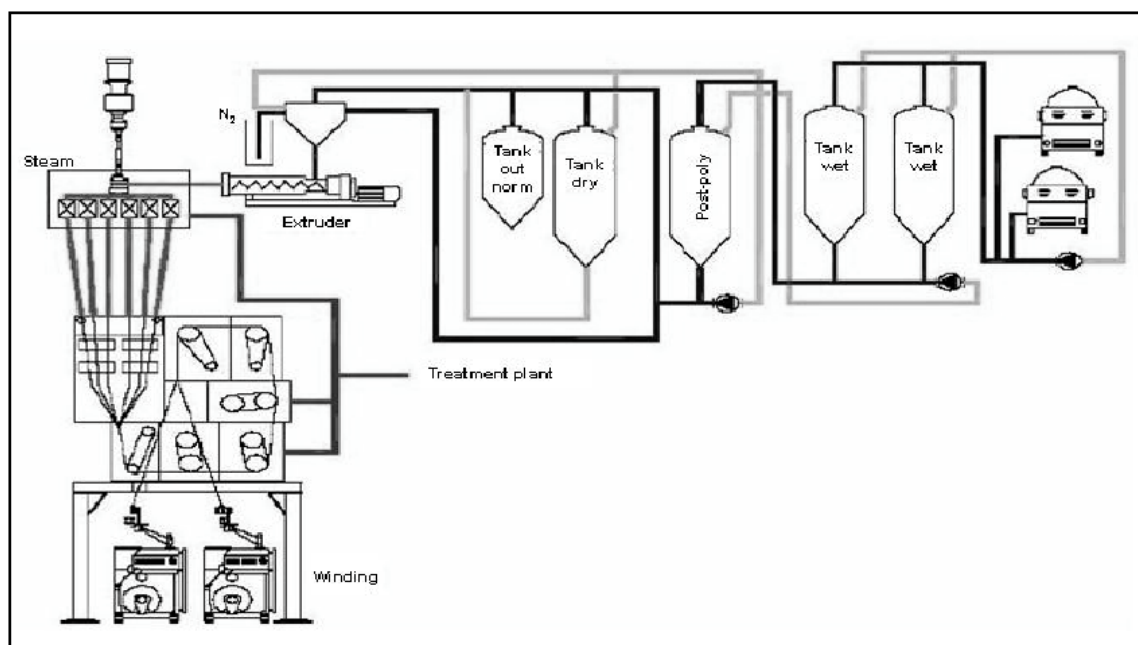 N2
Steam
Extruder
Tank
out
norm
Tank
dry
Post-poly
Tank
wet
Tank
wet
Treatment plant
Winding